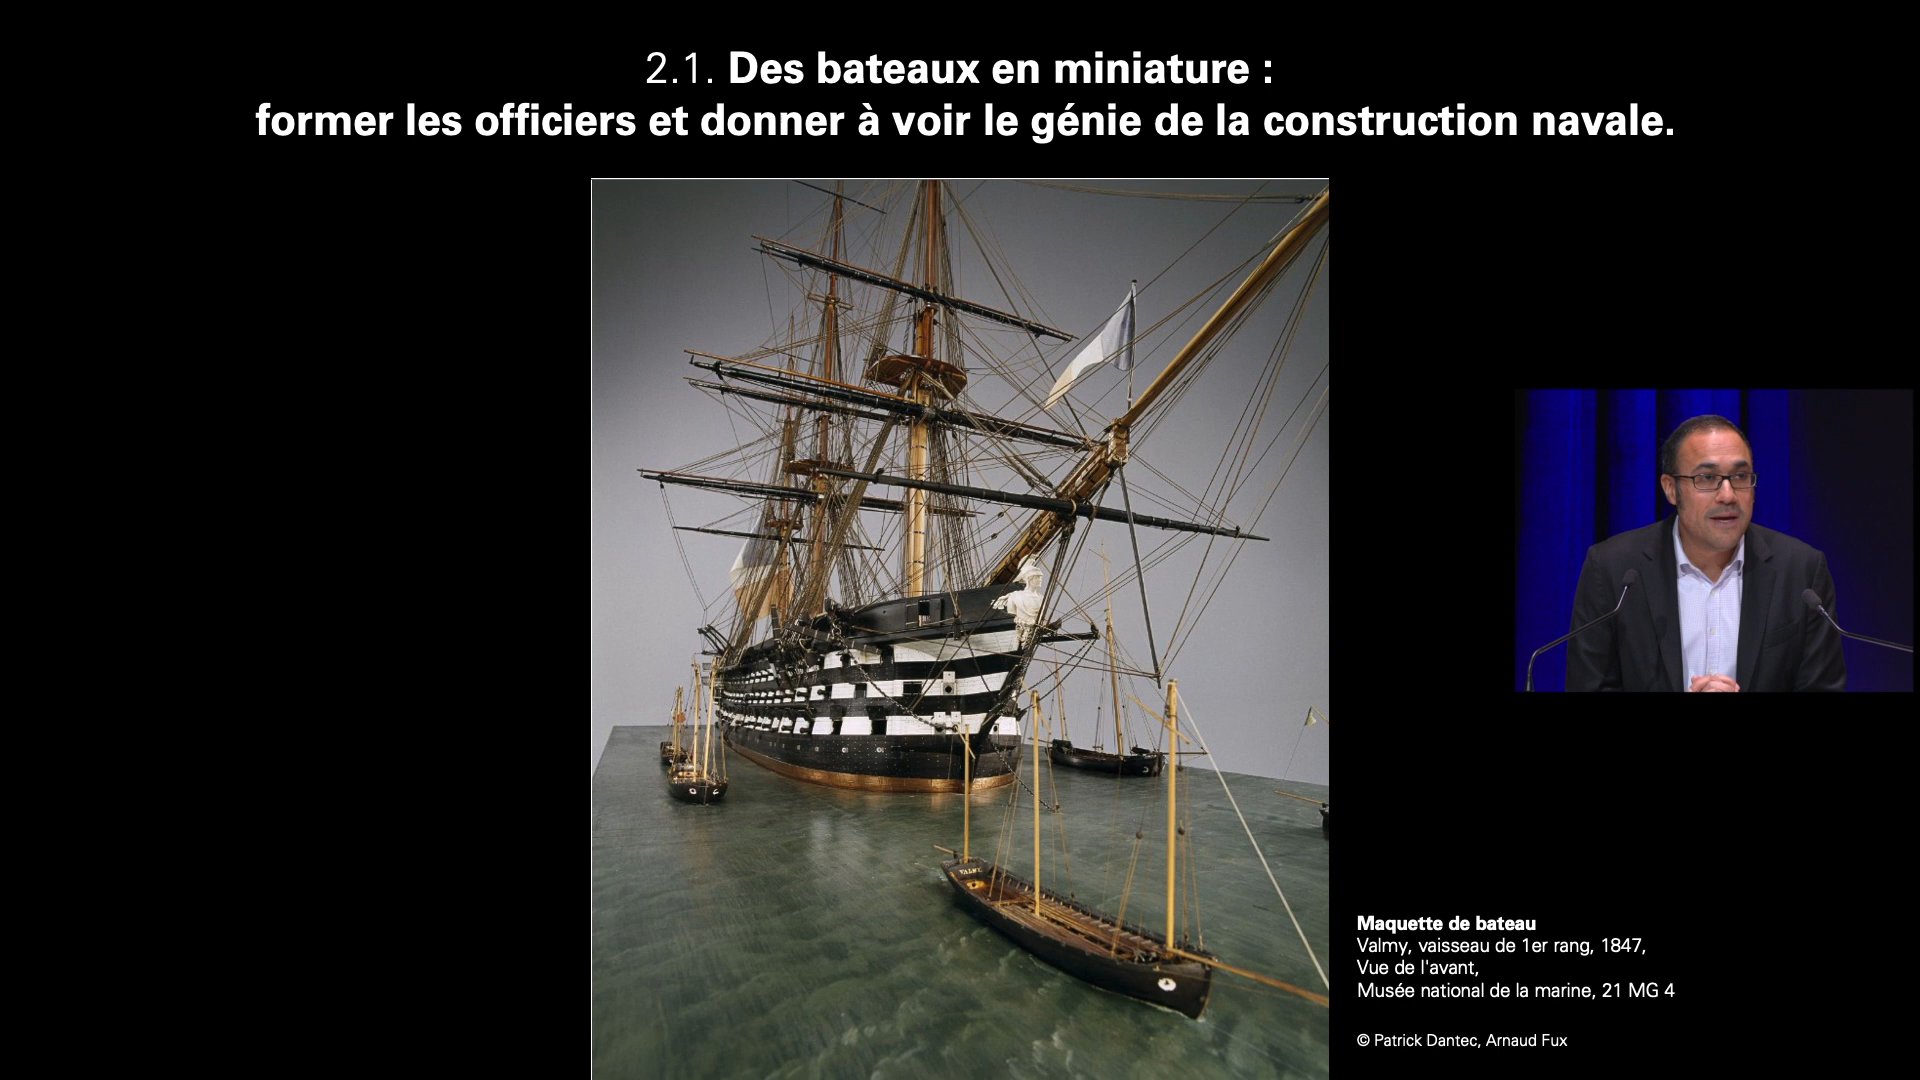 2.1. Des bateaux en miniature :
former les officiers et donner à voir le génie de la construction navale.
VALMY
Maquette de bateau
Valmy, vaisseau de 1er rang, 1847,
Vue de l'avant,
Musée national de la marine, 21 MG 4
© Patrick Dantec, Arnaud Fux